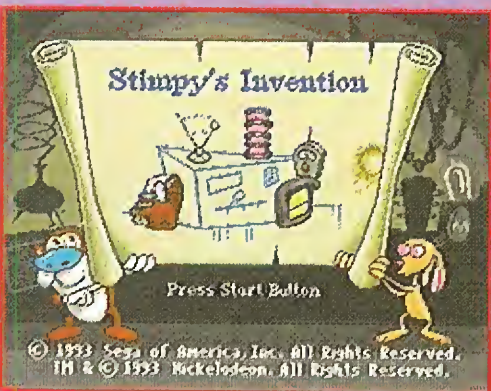 Stimpy's Invention
Press Start Button
© 1993 Sega of America, Inc. All Rights Reserved.
TM & © 1993 Nickelodeon. All Rights Reserved.